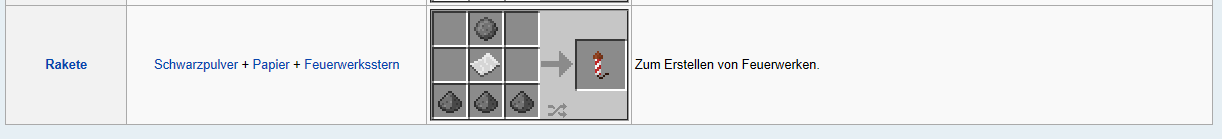 Rakete
Schwarzpulver + Papier + Feuerwerksstern
Zum Erstellen von Feuerwerken.